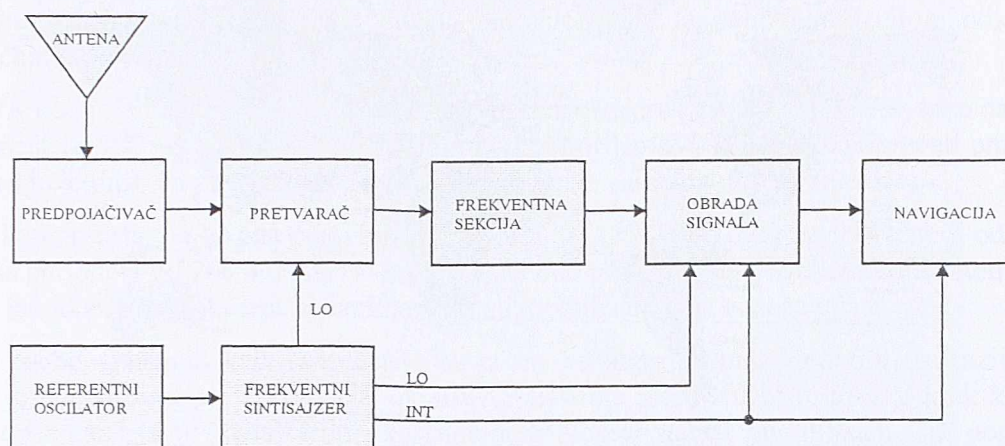 ANTENA
PREDPOJAČIVAČ
PRETVARAČ
FREKVENTNA
SEKCIJA
OBRADA
SIGNALA
NAVIGACIJA
LO
REFERENTNI
OSCILATOR
FREKVENTNI
SINTISAJZER
LO
INT